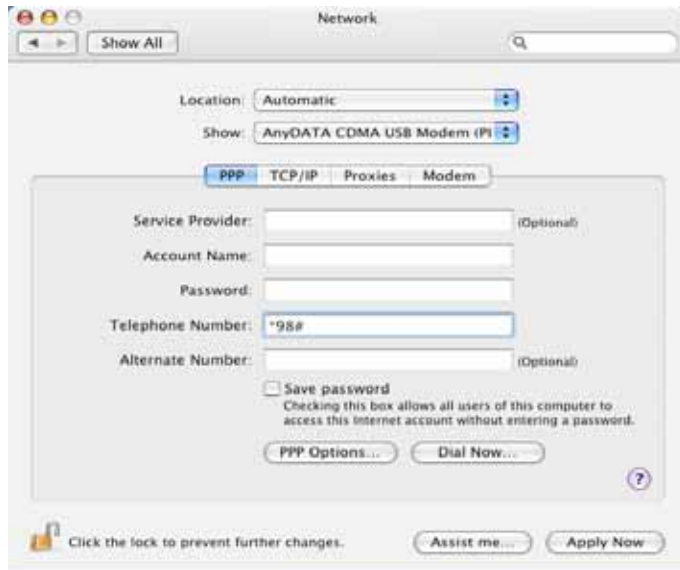 Network
Show All
Location: Automatic
Show: AnyDATA CDMA USB Modem (PI
PPP TCP/IP Proxies Modem
Service Provider: (Optional)
Account Name:
Password:
Telephone Number: *98#
Alternate Number: (Optional)
Save password
Checking this box allows all users of this computer to
access this Internet account without entering a password.
PPP Options... Dial Now...
?
Click the lock to prevent further changes. Assist me... Apply Now